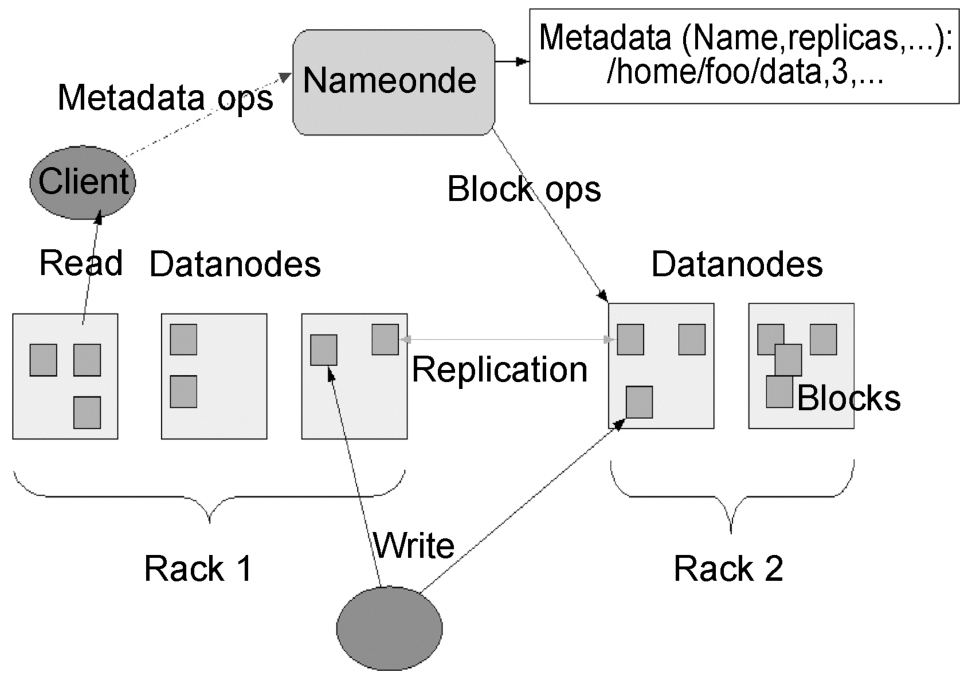 Metadata (Name,replicas,...):
/home/foo/data,3,...
Nameonde
Metadata ops
Client
Block ops
Read
Datanodes
Datanodes
Replication
Blocks
Write
Rack 1
Rack 2